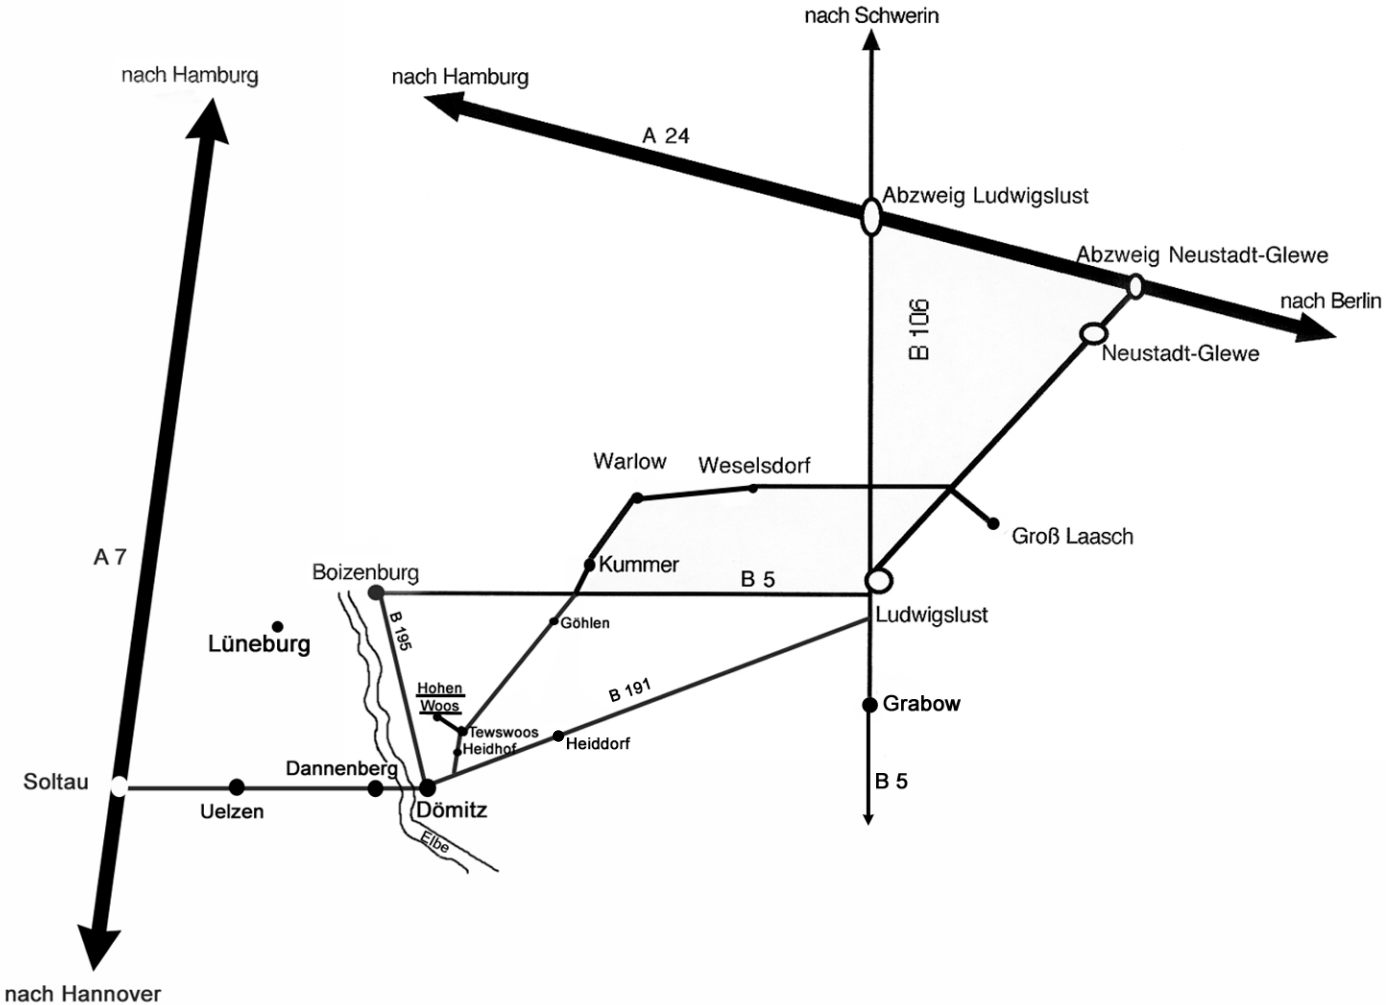 nach Schwerin
nach Hamburg
nach Hamburg
A 24
Abzweig Ludwigslust
Abzweig Neustadt-Glewe
nach Berlin
B 106
Neustadt-Glewe
Warlow
Weselsdorf
Groß Laasch
A 7
Kummer
Boizenburg
B 5
Ludwigslust
Göhlen
B 195
Lüneburg
Hohen
Woos
B 191
Grabow
Tewswoos
Heidhof
Heiddorf
Soltau
Dannenberg
B 5
Uelzen
Dömitz
Elbe
nach Hannover